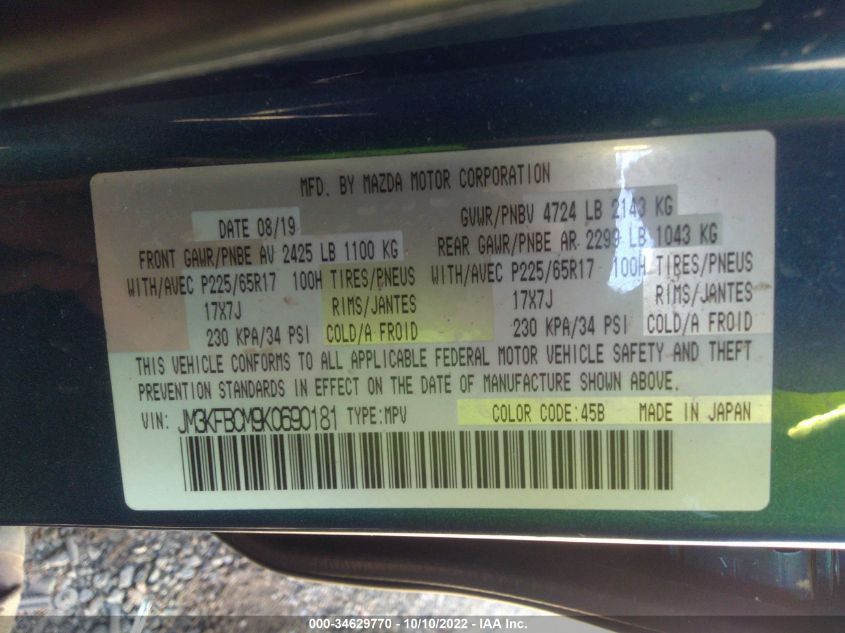 MFD. BY MAZDA MOTOR CORPORATION
DATE 08/19 GVWR/PNBV 4724 LB 2143 KG
FRONT GAWR/PNBE AV 2425 LB 1100 KG REAR GAWR/PNBE AR 2299 LB 1043 KG
WITH/AVEC P225/65R17 100H TIRES/PNEUS WITH/AVEC P225/65R17 100H TIRES/PNEUS
17X7J RIMS/JANTES 17X7J RIMS/JANTES
230 KPA/34 PSI COLD/A FROID 230 KPA/34 PSI COLD/A FROID
THIS VEHICLE CONFORMS TO ALL APPLICABLE FEDERAL MOTOR VEHICLE SAFETY AND THEFT
PREVENTION STANDARDS IN EFFECT ON THE DATE OF MANUFACTURE SHOWN ABOVE.
VIN: JM3KFBCM9K0690181 TYPE:MPV COLOR CODE:45B MADE IN JAPAN
000-34629770 - 10/10/2022 - IAA Inc.